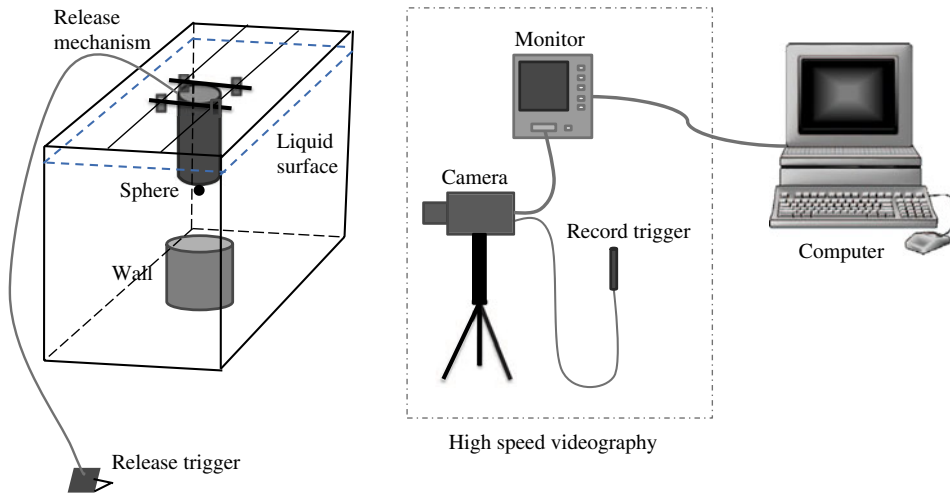 Release
mechanism
Monitor
Liquid
surface
Sphere
Camera
Record trigger
Computer
Wall
High speed videography
Release trigger